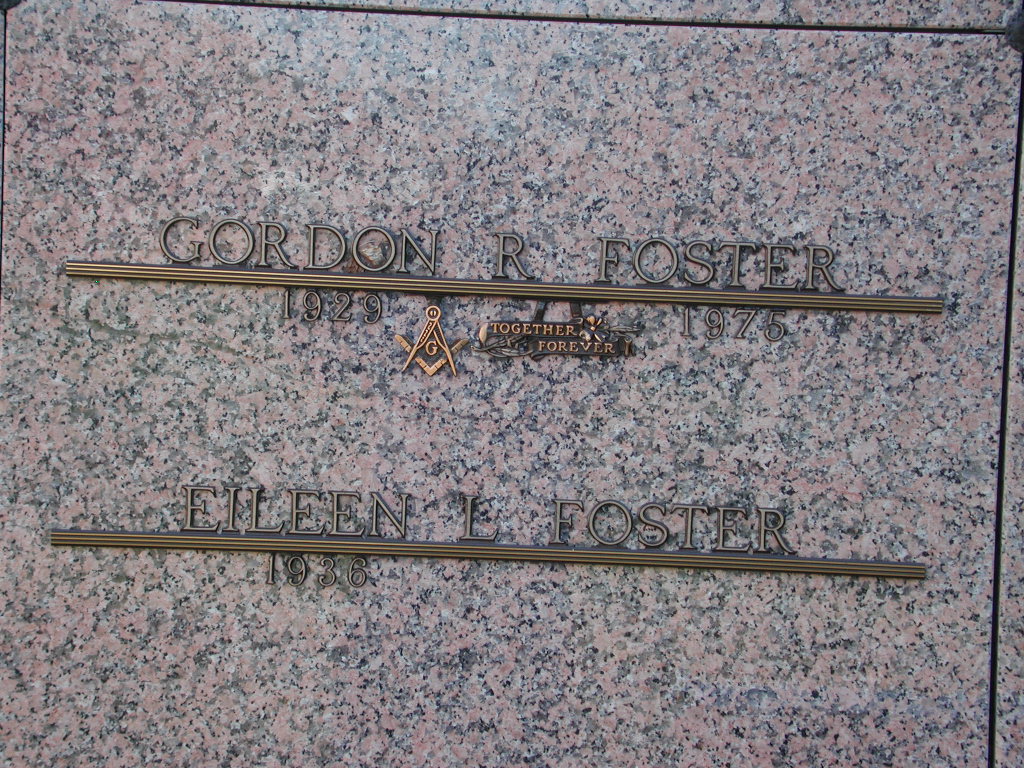 GORDON R FOSTER
1929 1975
G
TOGETHER
FOREVER
EILEEN L FOSTER
1936